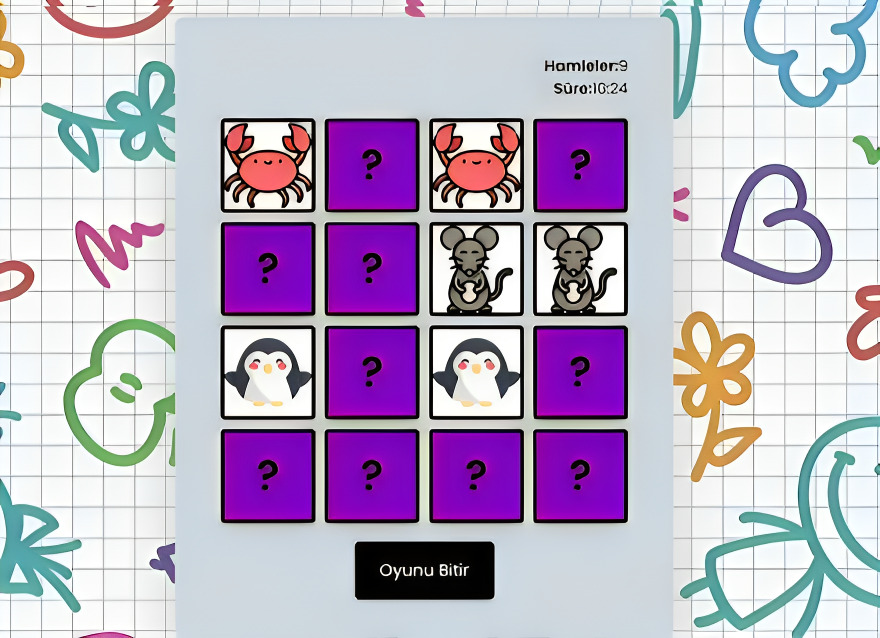 Hamleler:9
Süre:10:24
? ?
? ?
? ?
? ? ? ?
Oyunu Bitir